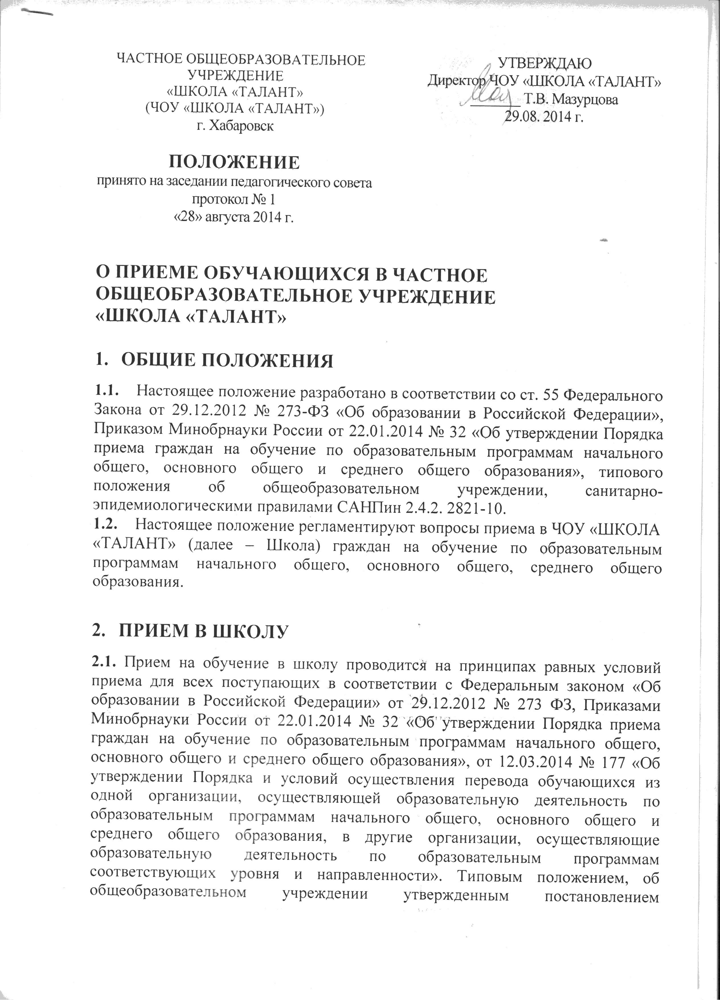 ЧАСТНОЕ ОБЩЕОБРАЗОВАТЕЛЬНОЕ
УЧРЕЖДЕНИЕ
«ШКОЛА «ТАЛАНТ»
(ЧОУ «ШКОЛА «ТАЛАНТ»)
г. Хабаровск
УТВЕРЖДАЮ
Директор ЧОУ «ШКОЛА «ТАЛАНТ»
Т.В. Мазурцова
29.08. 2014 г.
ПОЛОЖЕНИЕ
принято на заседании педагогического совета
протокол № 1
«28» августа 2014 г.
О ПРИЕМЕ ОБУЧАЮЩИХСЯ В ЧАСТНОЕ
ОБЩЕОБРАЗОВАТЕЛЬНОЕ УЧРЕЖДЕНИЕ
«ШКОЛА «ТАЛАНТ»
1. ОБЩИЕ ПОЛОЖЕНИЯ
1.1. Настоящее положение разработано в соответствии со ст. 55 Федерального
Закона от 29.12.2012 № 273-ФЗ «Об образовании в Российской Федерации»,
Приказом Минобрнауки России от 22.01.2014 № 32 «Об утверждении Порядка
приема граждан на обучение по образовательным программам начального
общего, основного общего и среднего общего образования», типового
положения об общеобразовательном учреждении, санитарно-
эпидемиологическими правилами САНПин 2.4.2. 2821-10.
1.2. Настоящее положение регламентируют вопросы приема в ЧОУ «ШКОЛА
«ТАЛАНТ» (далее – Школа) граждан на обучение по образовательным
программам начального общего, основного общего, среднего общего
образования.
2. ПРИЕМ В ШКОЛУ
2.1. Прием на обучение в школу проводится на принципах равных условий
приема для всех поступающих в соответствии с Федеральным законом «Об
образовании в Российской Федерации» от 29.12.2012 № 273 ФЗ, Приказами
Минобрнауки России от 22.01.2014 № 32 «Об утверждении Порядка приема
граждан на обучение по образовательным программам начального общего,
основного общего и среднего общего образования», от 12.03.2014 № 177 «Об
утверждении Порядка и условий осуществления перевода обучающихся из
одной организации, осуществляющей образовательную деятельность по
образовательным программам начального общего, основного общего и
среднего общего образования, в другие организации, осуществляющие
образовательную деятельность по образовательным программам
соответствующих уровня и направленности». Типовым положением, об
общеобразовательном учреждении утвержденным постановлением